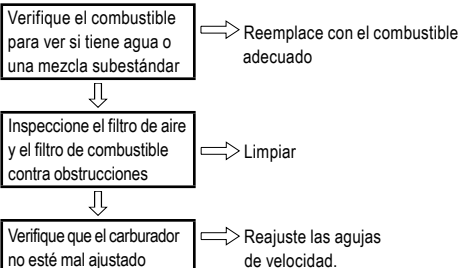 Verifique el combustible
para ver si tiene agua o
una mezcla subestándar
Reemplace con el combustible
adecuado
Inspeccione el filtro de aire
y el filtro de combustible
contra obstrucciones
Limpiar
Verifique que el carburador
no esté mal ajustado
Reajuste las agujas
de velocidad.